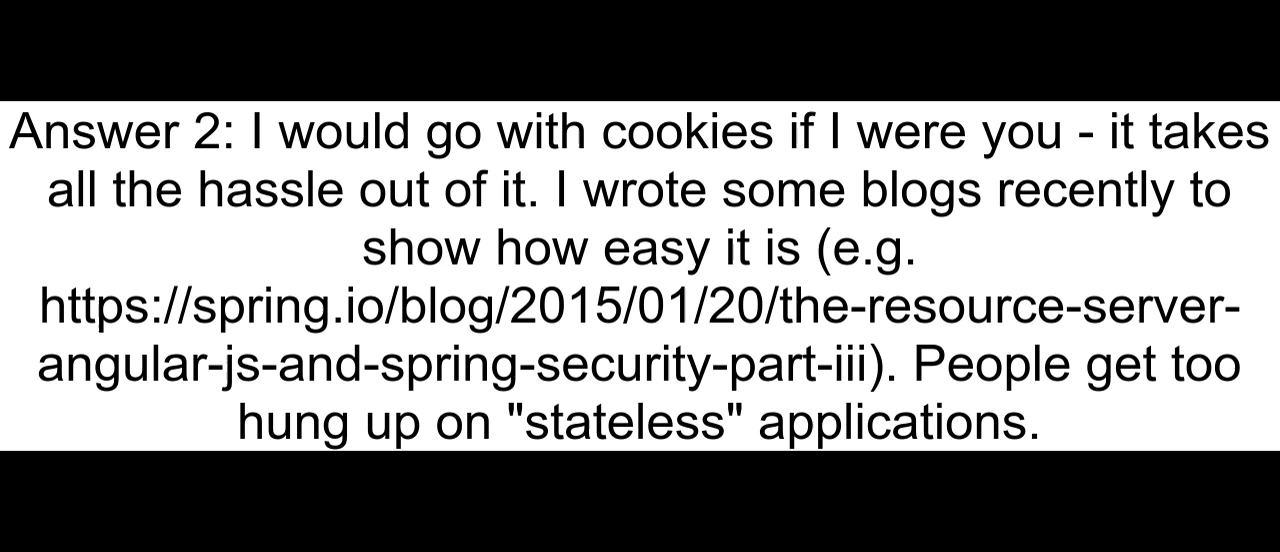 Answer 2: I would go with cookies if I were you - it takes
all the hassle out of it. I wrote some blogs recently to
show how easy it is (e.g.
https://spring.io/blog/2015/01/20/the-resource-server-
angular-js-and-spring-security-part-iii). People get too
hung up on "stateless" applications.